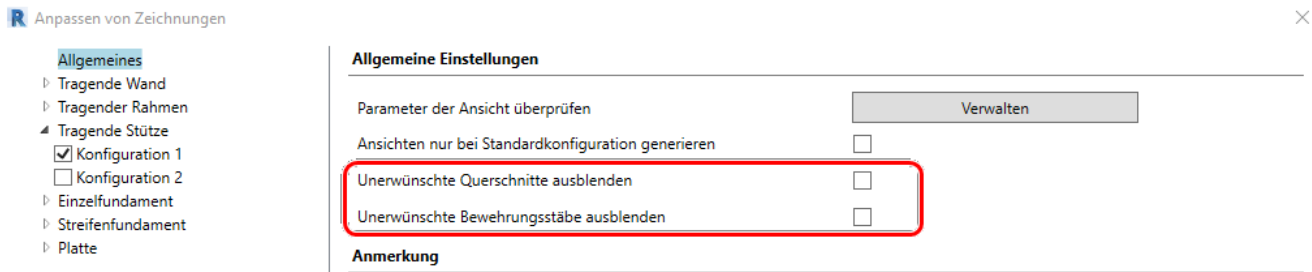 Anpassen von Zeichnungen
Allgemeines
Tragende Wand
Tragender Rahmen
Tragende Stütze
Konfiguration 1
Konfiguration 2
Einzelfundament
Streifenfundament
Platte
Allgemeine Einstellungen
Parameter der Ansicht überprüfen
Verwalten
Ansichten nur bei Standardkonfiguration generieren
Unerwünschte Querschnitte ausblenden
Unerwünschte Bewehrungsstäbe ausblenden
Anmerkung